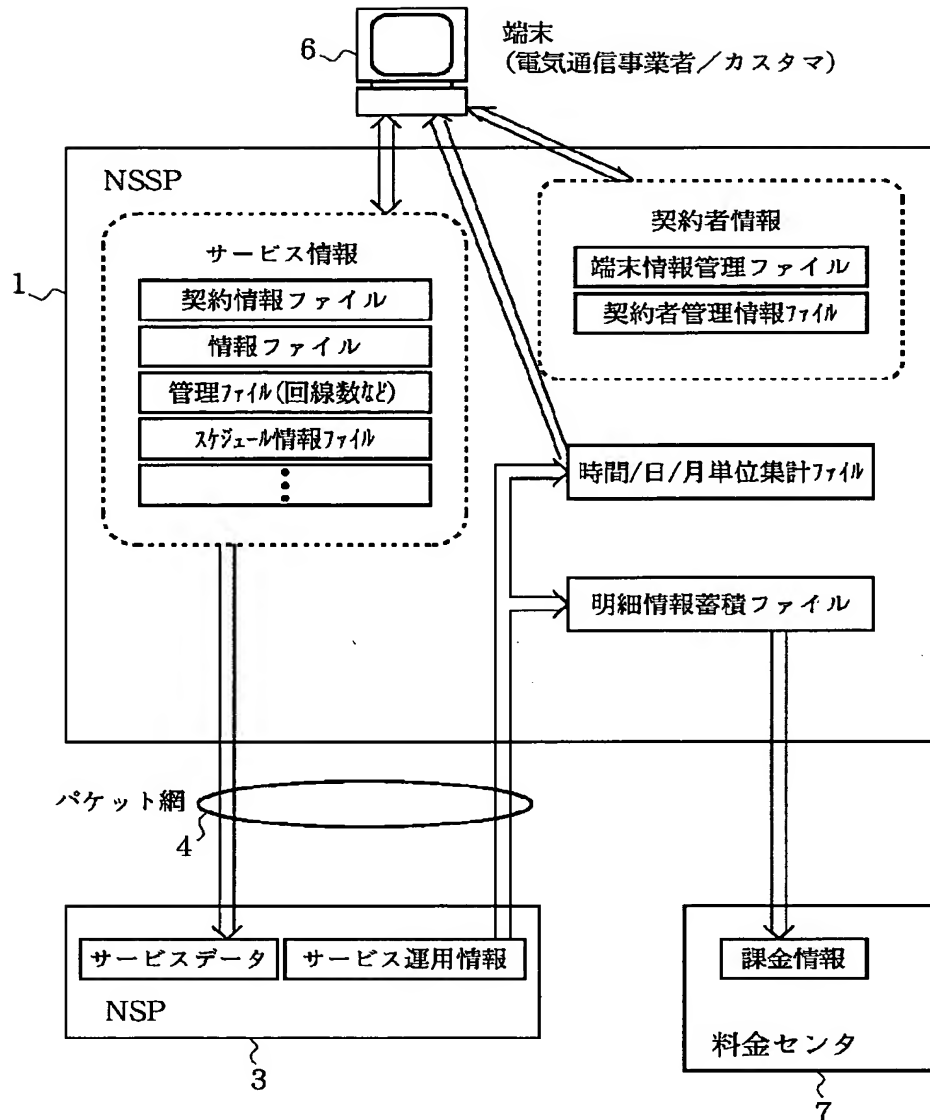 6
端末
(電気通信事業者／カスタマ)
NSSP
1
サービス情報
契約情報ファイル
情報ファイル
管理ファイル(回線数など)
スケジュール情報ファイル
契約者情報
端末情報管理ファイル
契約者管理情報ファイル
時間/日/月単位集計ファイル
明細情報蓄積ファイル
パケット網
4
サービスデータ
サービス運用情報
NSP
3
課金情報
料金センタ
7